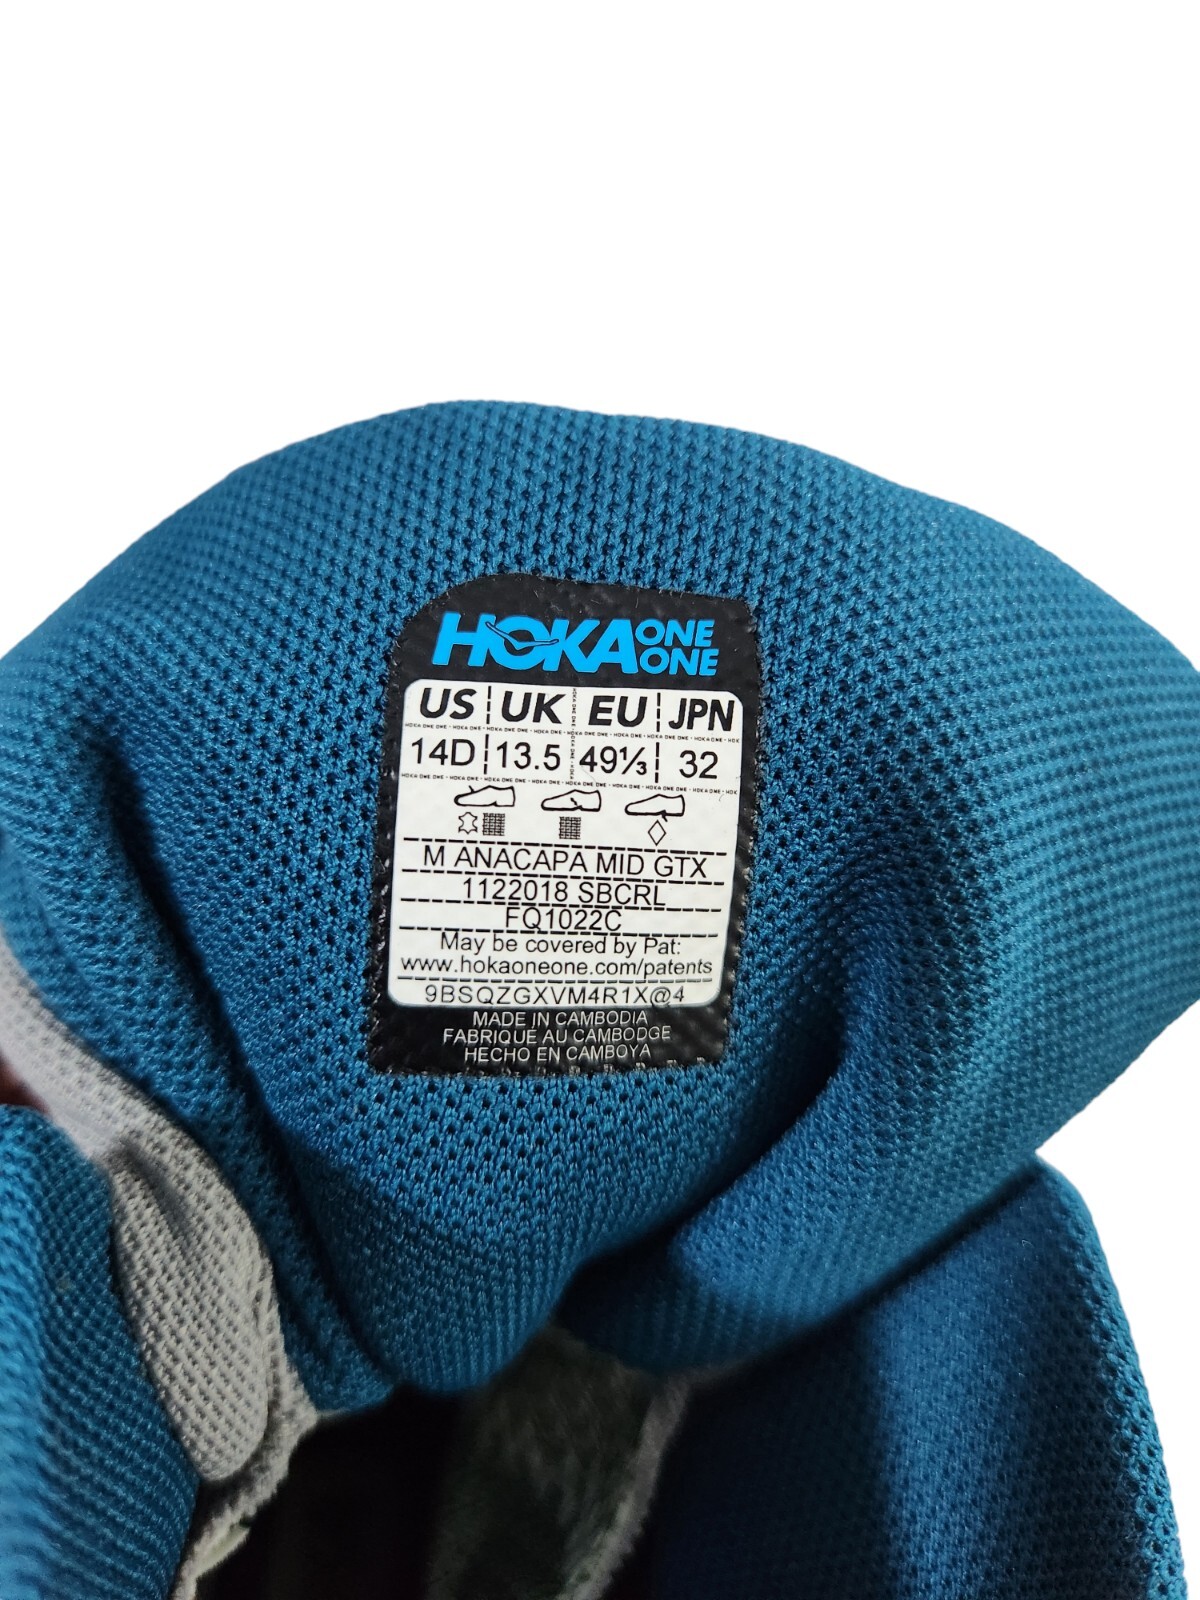 HOKA ONE ONE
US UK EU JPN
14D 13.5 49⅓ 32
M ANACAPA MID GTX
1122018 SBCRL
FQ1022C
May be covered by Pat:
www.hokaoneone.com/patents
9BSQZGXVM4R1X@4
MADE IN CAMBODIA
FABRIQUE AU CAMBODGE
HECHO EN CAMBOYA